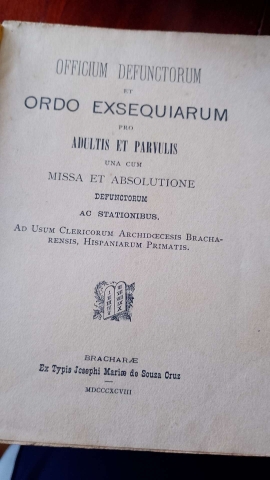 OFFICIUM DEFUNCTORUM
ET
ORDO EXSEQUIARUM
PRO
ADULTIS ET PARVULIS
UNA CUM
MISSA ET ABSOLUTIONE
DEFUNCTORUM
AC STATIONIBUS.
AD USUM CLERICORUM ARCHIDŒCESIS BRACHA-
RENSIS, HISPANIARUM PRIMATIS.
BRACHARÆ
Ex Typis Josephi Mariæ de Souza Cruz
MDCCCXCVIII